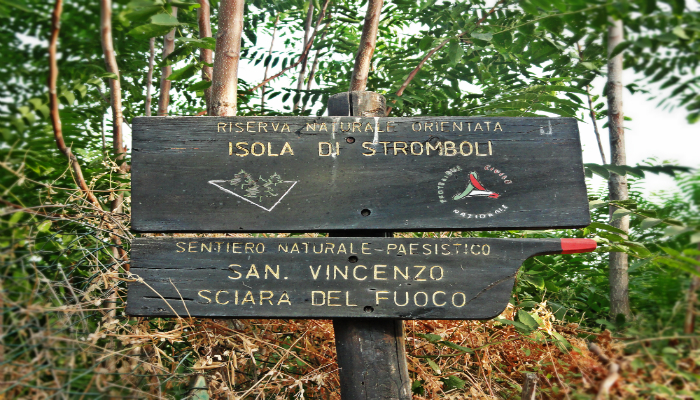 RISERVA NATURALE ORIENTATA
ISOLA DI STROMBOLI
SENTIERO NATURALE-PAESISTICO
SAN. VINCENZO
SCIARA DEL FUOCO